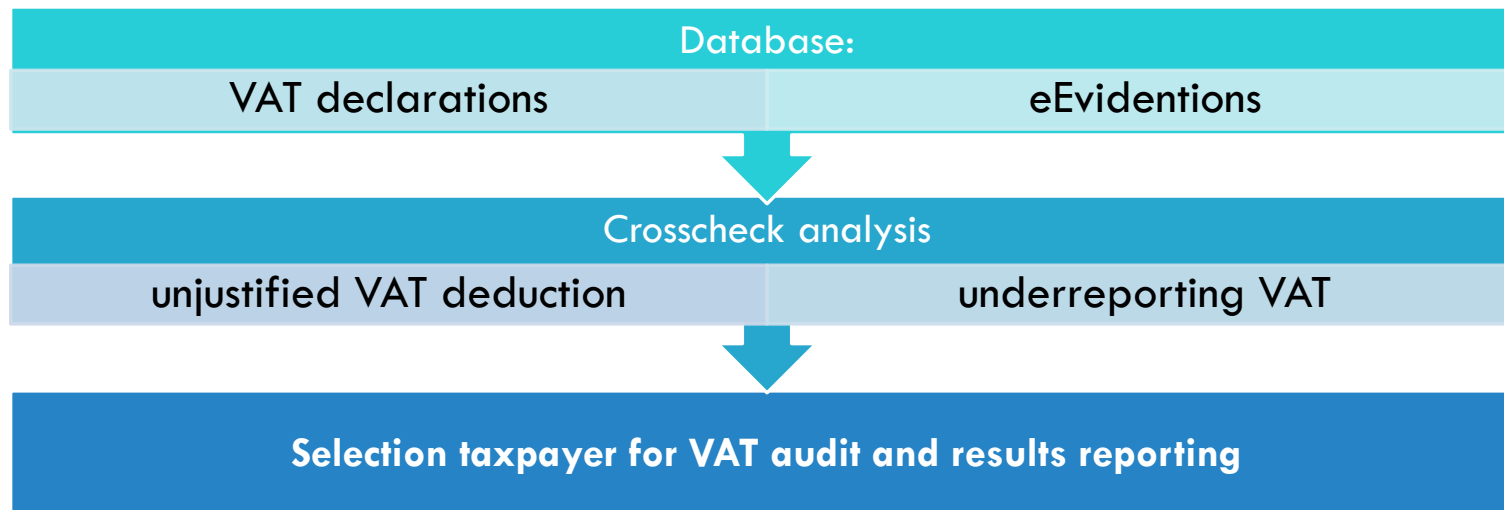 Database:
VAT declarations
eEvidentions
Crosscheck analysis
unjustified VAT deduction
underreporting VAT
Selection taxpayer for VAT audit and results reporting